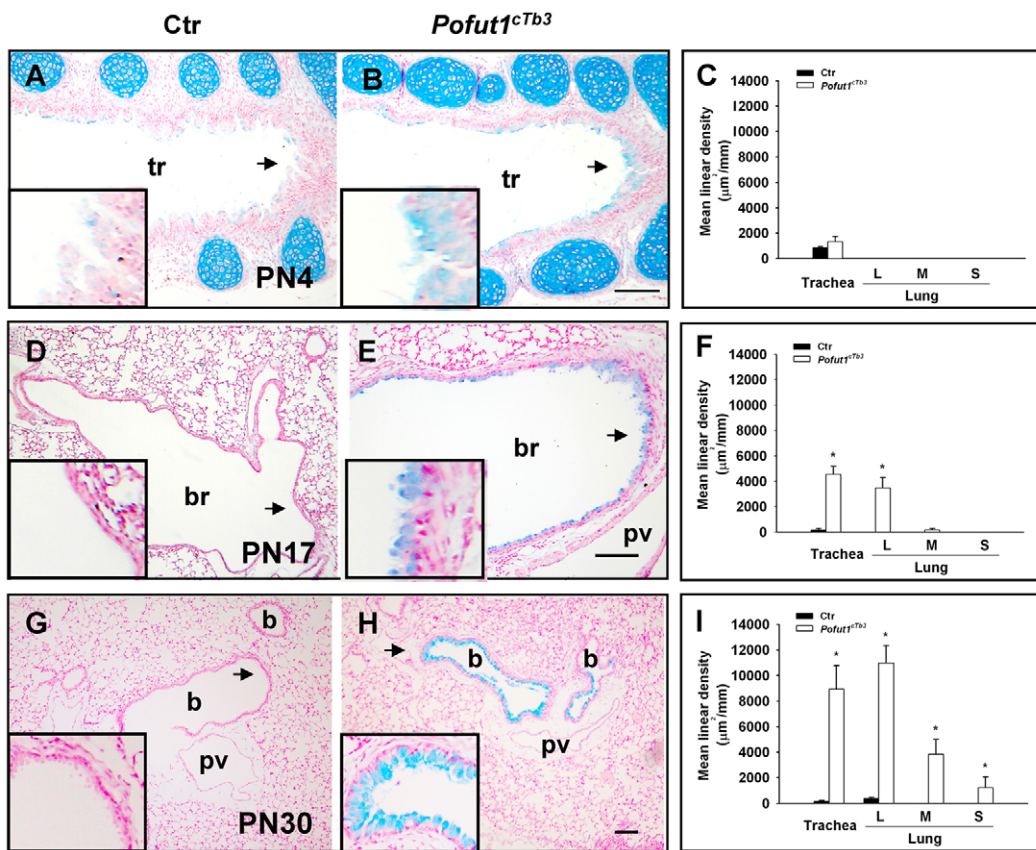 Ctr
Pofut1cTb3
A
tr
PN4
B
tr
C
Ctr
Pofut1cTb3
Mean linear density
(μm2/mm)
14000
12000
10000
8000
6000
4000
2000
0
Trachea
L M S
Lung
D
br
PN17
E
br
pv
F
Ctr
Pofut1cTb3
Mean linear density
(μm2/mm)
14000
12000
10000
8000
6000
4000
2000
0
*
*
Trachea
L M S
Lung
G
b
b
pv
PN30
H
b
b
pv
I
Ctr
Pofut1cTb3
Mean linear density
(μm2/mm)
14000
12000
10000
8000
6000
4000
2000
0
*
*
*
*
Trachea
L M S
Lung